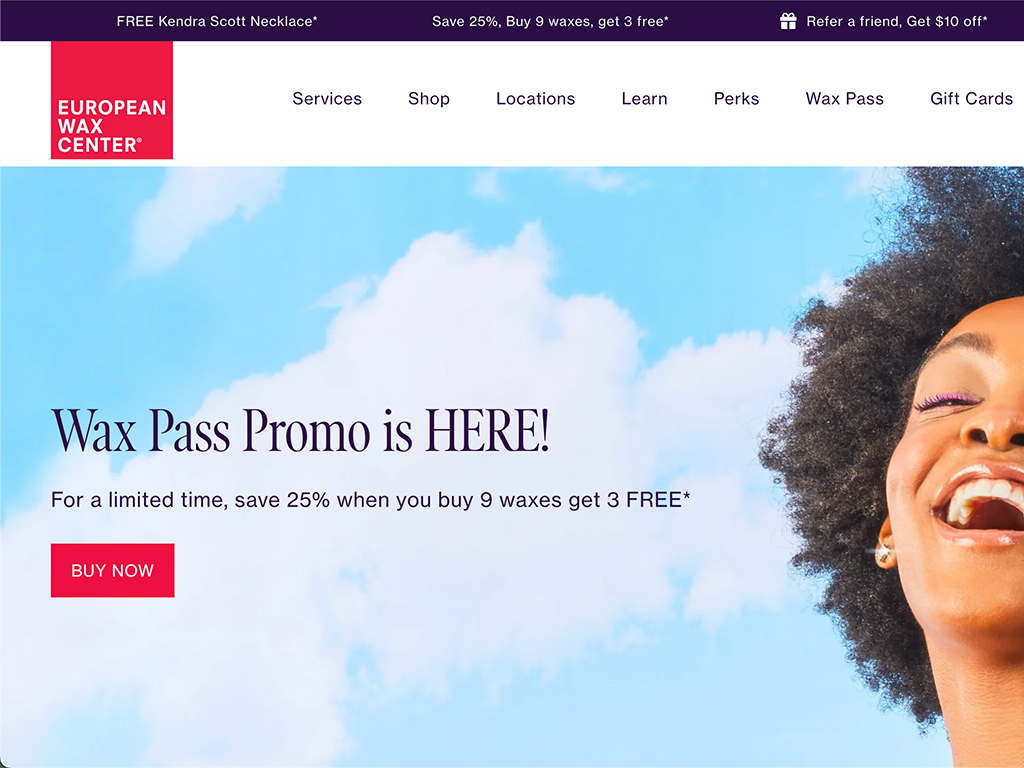 FREE Kendra Scott Necklace*
Save 25%, Buy 9 waxes, get 3 free*
Refer a friend, Get $10 off*
EUROPEAN
WAX
CENTER®
Services
Shop
Locations
Learn
Perks
Wax Pass
Gift Cards
Wax Pass Promo is HERE!
For a limited time, save 25% when you buy 9 waxes get 3 FREE*
BUY NOW